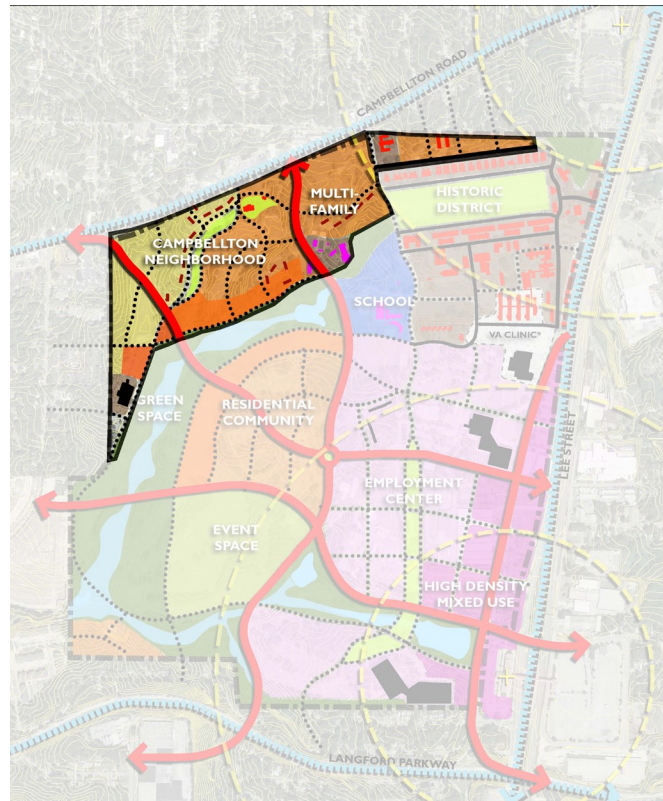 CAMPBELLTON ROAD
MULTI-
FAMILY
HISTORIC
DISTRICT
CAMPBELLTON
NEIGHBORHOOD
SCHOOL
VA CLINIC*
GREEN
SPACE
RESIDENTIAL
COMMUNITY
LEE STREET
EMPLOYMENT
CENTER
EVENT
SPACE
HIGH DENSITY
MIXED USE
LANGFORD PARKWAY